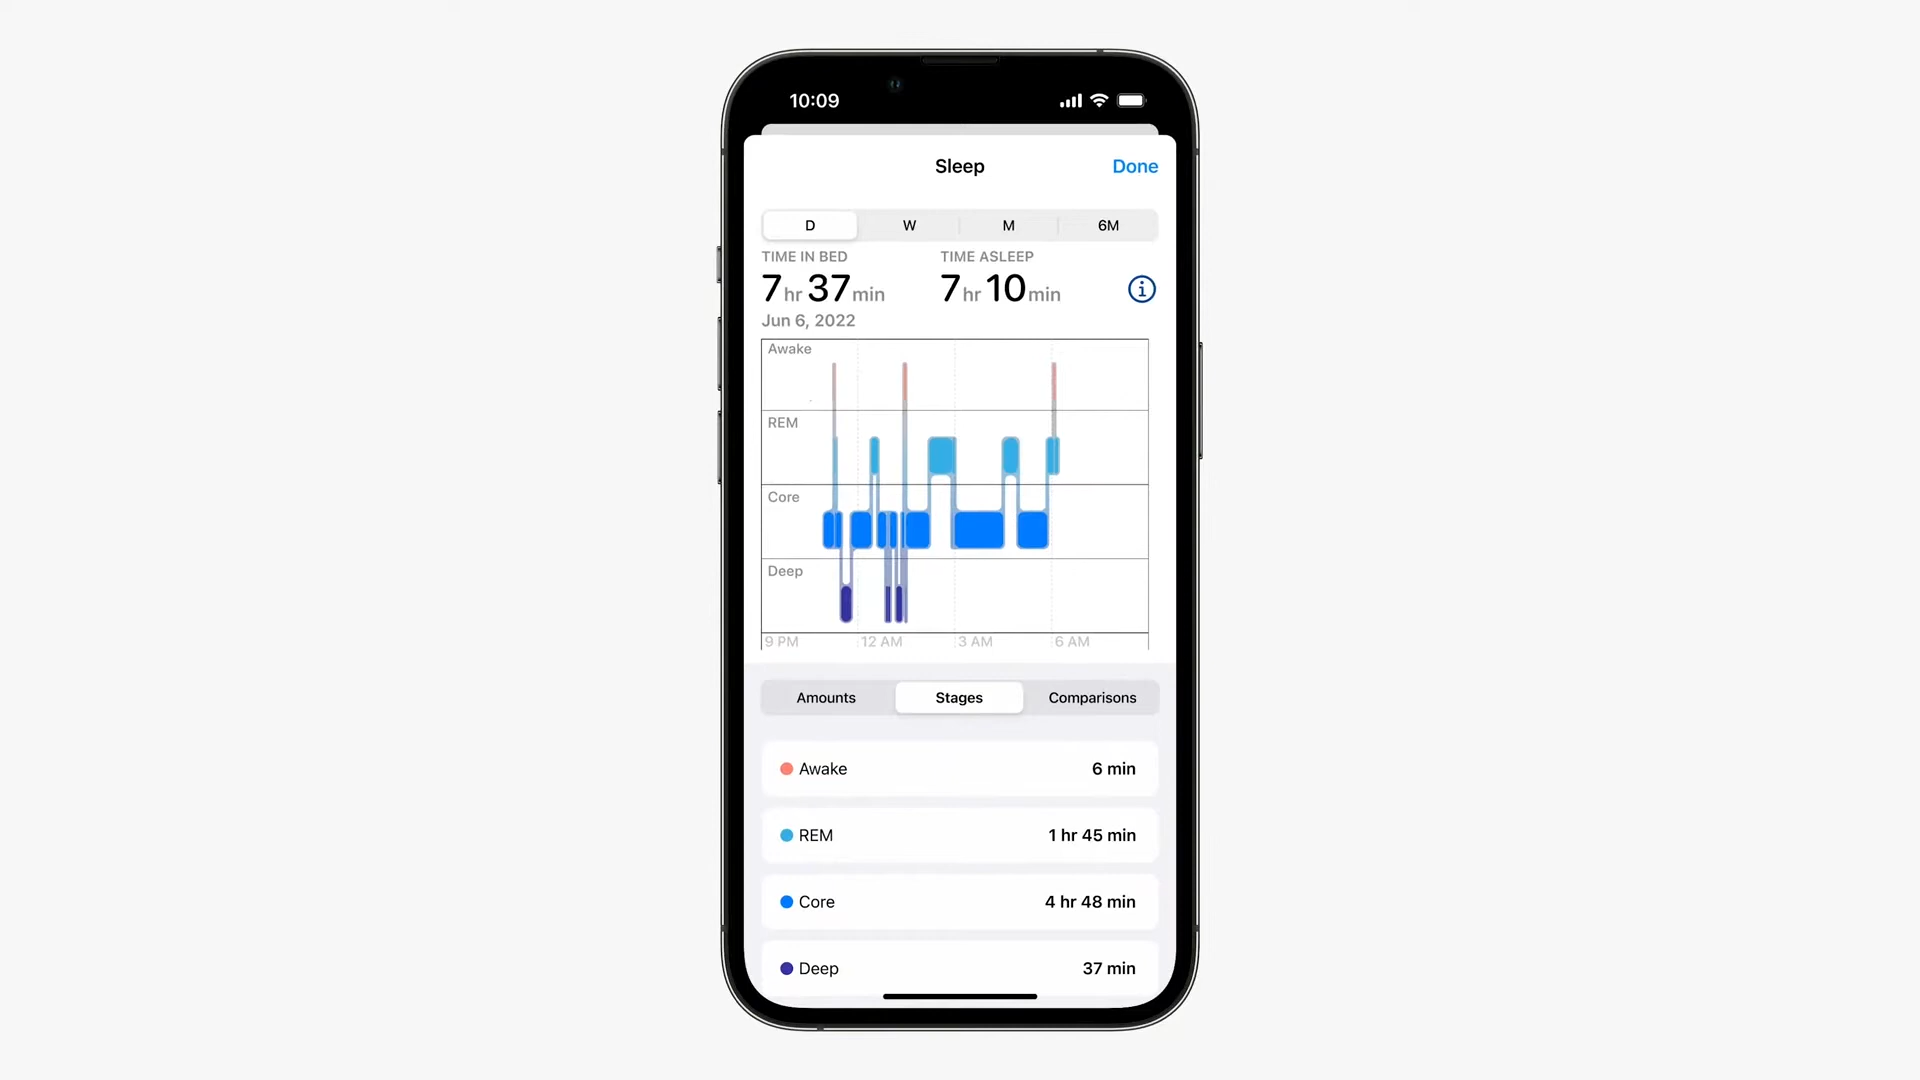 10:09
Sleep Done
D W M 6M
TIME IN BED TIME ASLEEP
7 hr 37 min 7 hr 10 min
Jun 6, 2022
Awake
REM
Core
Deep
9 PM 12 AM 3 AM 6 AM
Amounts Stages Comparisons
Awake 6 min
REM 1 hr 45 min
Core 4 hr 48 min
Deep 37 min